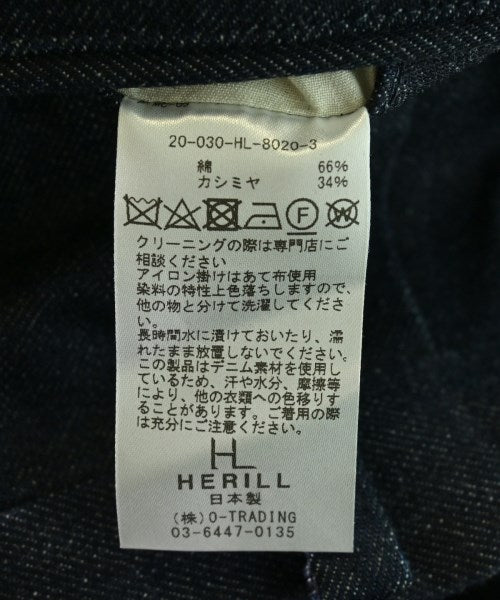 20-030-HL-8020-3
綿 66%
カシミヤ 34%
クリーニングの際は専門店にご
相談ください
アイロン掛けはあて布使用
染料の特性上色落ちしますので、
他の物と分けて洗濯してくださ
い。
長時間水に漬けておいたり、濡
れたまま放置しないでください。
この製品はデニム素材を使用し
ているため、汗や水分、摩擦等
により、他の衣類への色移りす
ることがあります。ご着用の際
は充分にご注意ください。
HL
HERILL
日本製
(株)O-TRADING
03-6447-0135